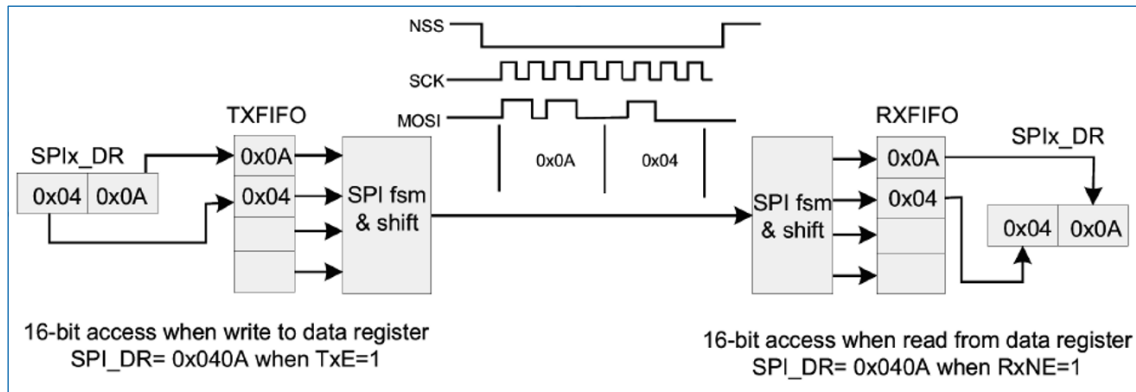 NSS
SCK
MOSI
TXFIFO
RXFIFO
SPIx_DR
SPIx_DR
0x0A
0x0A
0x04
0x0A
0x04
0x0A
0x04
SPI fsm
& shift
0x04
SPI fsm
& shift
0x04
0x0A
16-bit access when write to data register
SPI_DR= 0x040A when TxE=1
16-bit access when read from data register
SPI_DR= 0x040A when RxNE=1